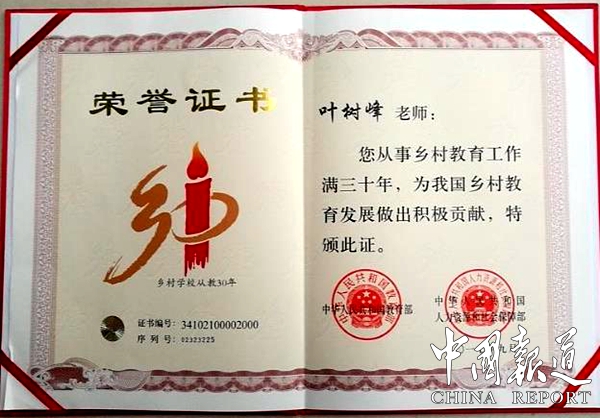 荣誉证书
乡村学校从教30年
证书编号：34102100002000
序列号：02323225
叶树峰 老师：
您从事乡村教育工作
满三十年，为我国乡村教
育发展做出积极贡献，特
颁此证。
中华人民共和国教育部
中华人民共和国
人力资源和社会保障部
中国报道
CHINA REPORT